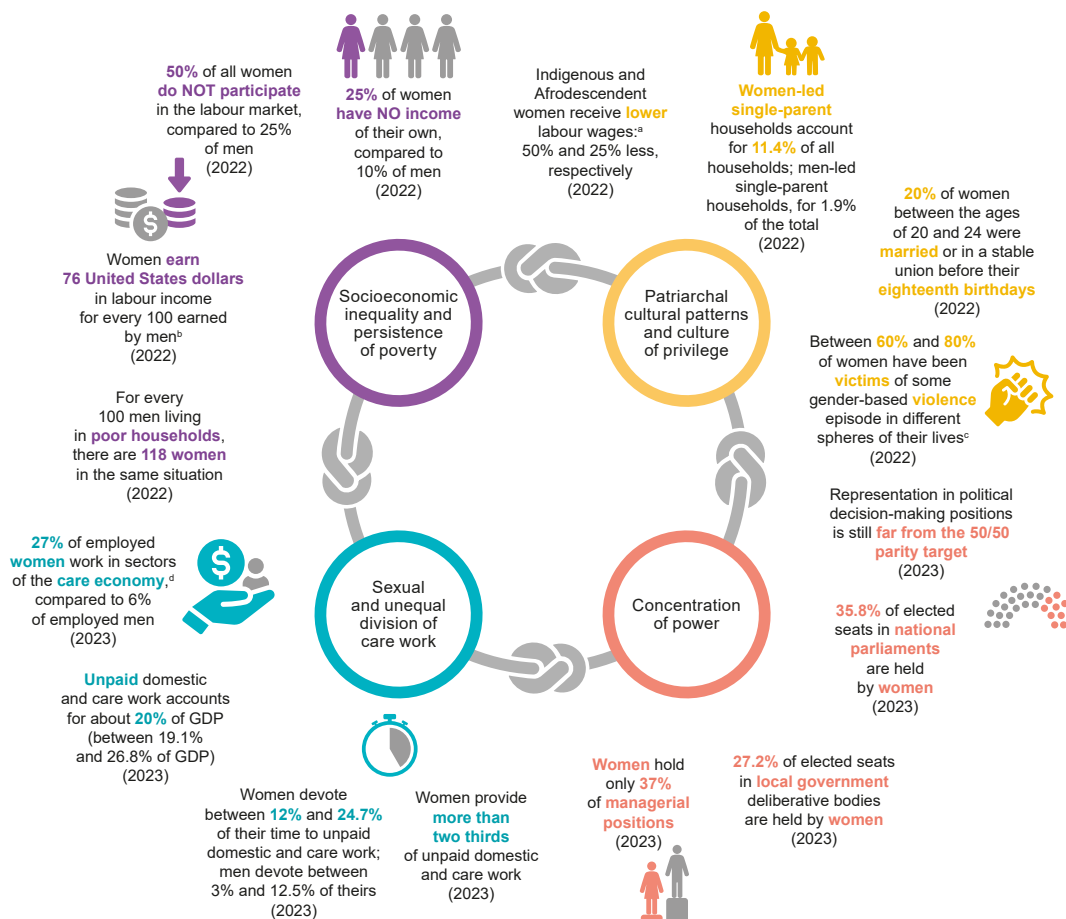 50% of all women
do NOT participate
in the labour market,
compared to 25%
of men
(2022)
25% of women
have NO income
of their own,
compared to
10% of men
(2022)
Indigenous and
Afrodescendent
women receive lower
labour wages:ᵃ
50% and 25% less,
respectively
(2022)
Women-led
single-parent
households account
for 11.4% of all
households; men-led
single-parent
households, for 1.9%
of the total
(2022)
20% of women
between the ages
of 20 and 24 were
married or in a stable
union before their
eighteenth birthdays
(2022)
$
Women earn
76 United States dollars
in labour income
for every 100 earned
by menᵇ
(2022)
Socioeconomic
inequality and
persistence
of poverty
Patriarchal
cultural patterns
and culture
of privilege
Between 60% and 80%
of women have been
victims of some
gender-based violence
episode in different
spheres of their livesᶜ
(2022)
For every
100 men living
in poor households,
there are 118 women
in the same situation
(2022)
Representation in political
decision-making positions
is still far from the 50/50
parity target
(2023)
27% of employed
women work in sectors
of the care economy,ᵈ
compared to 6%
of employed men
(2023)
$
Sexual
and unequal
division of
care work
Concentration
of power
35.8% of elected
seats in national
parliaments
are held
by women
(2023)
Unpaid domestic
and care work accounts
for about 20% of GDP
(between 19.1%
and 26.8% of GDP)
(2023)
Women devote
between 12% and 24.7%
of their time to unpaid
domestic and care work;
men devote between
3% and 12.5% of theirs
(2023)
Women provide
more than
two thirds
of unpaid domestic
and care work
(2023)
Women hold
only 37%
of managerial
positions
(2023)
27.2% of elected seats
in local government
deliberative bodies
are held by women
(2023)